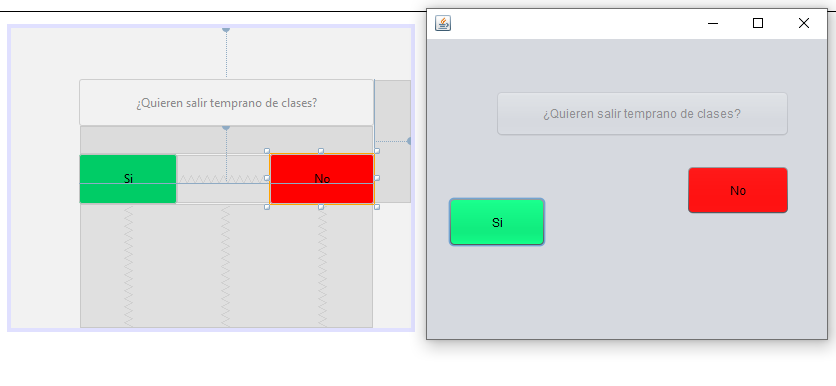 ¿Quieren salir temprano de clases?
Si
No
¿Quieren salir temprano de clases?
No
Si